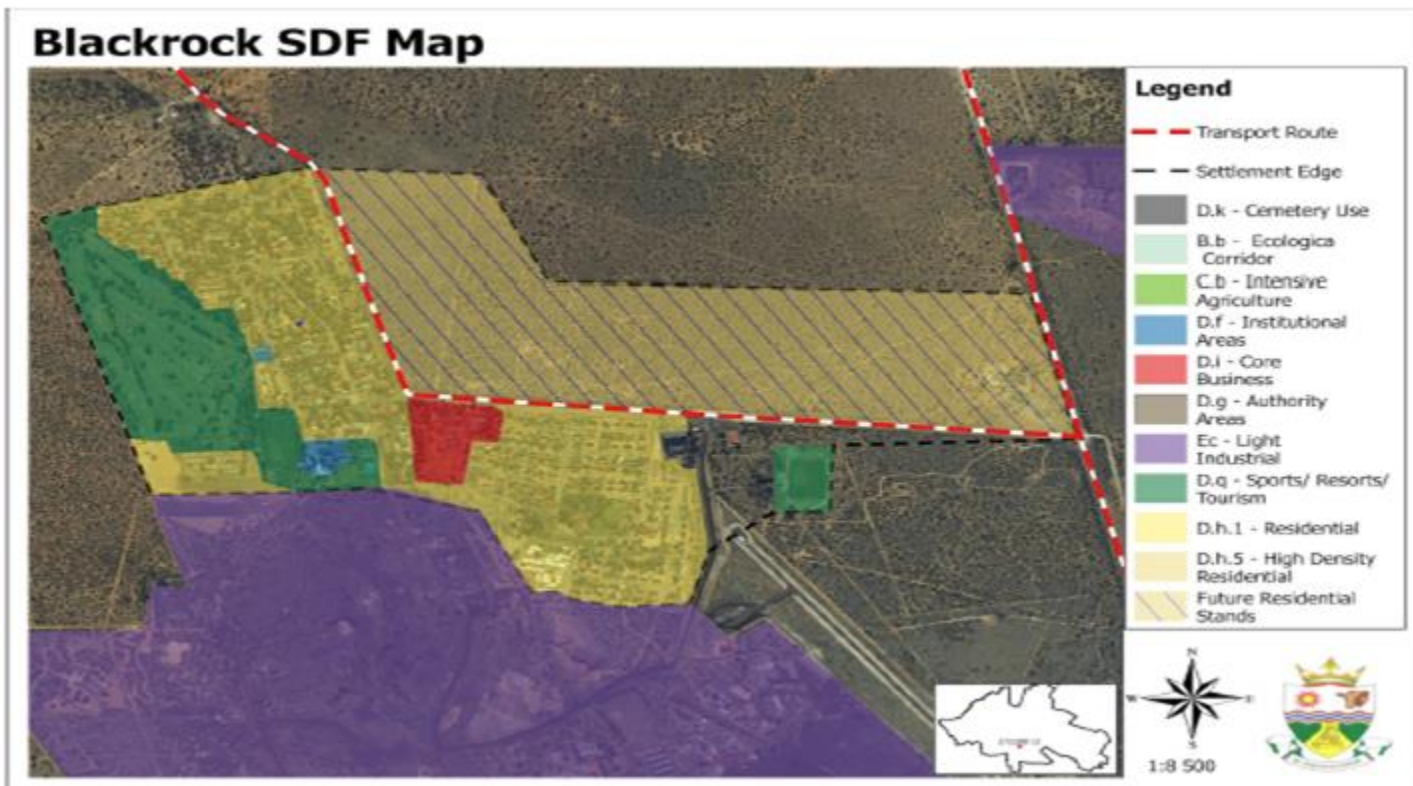 Blackrock SDF Map
Legend
Transport Route
Settlement Edge
D.k - Cemetery Use
B.b - Ecologica
Corridor
C.b - Intensive
Agriculture
D.f - Institutional
Areas
D.i - Core
Business
D.g - Authority
Areas
Ec - Light
Industrial
D.q - Sports/ Resorts/
Tourism
D.h.1 - Residential
D.h.5 - High Density
Residential
Future Residential
Stands
N
W
E
S
1:8 500